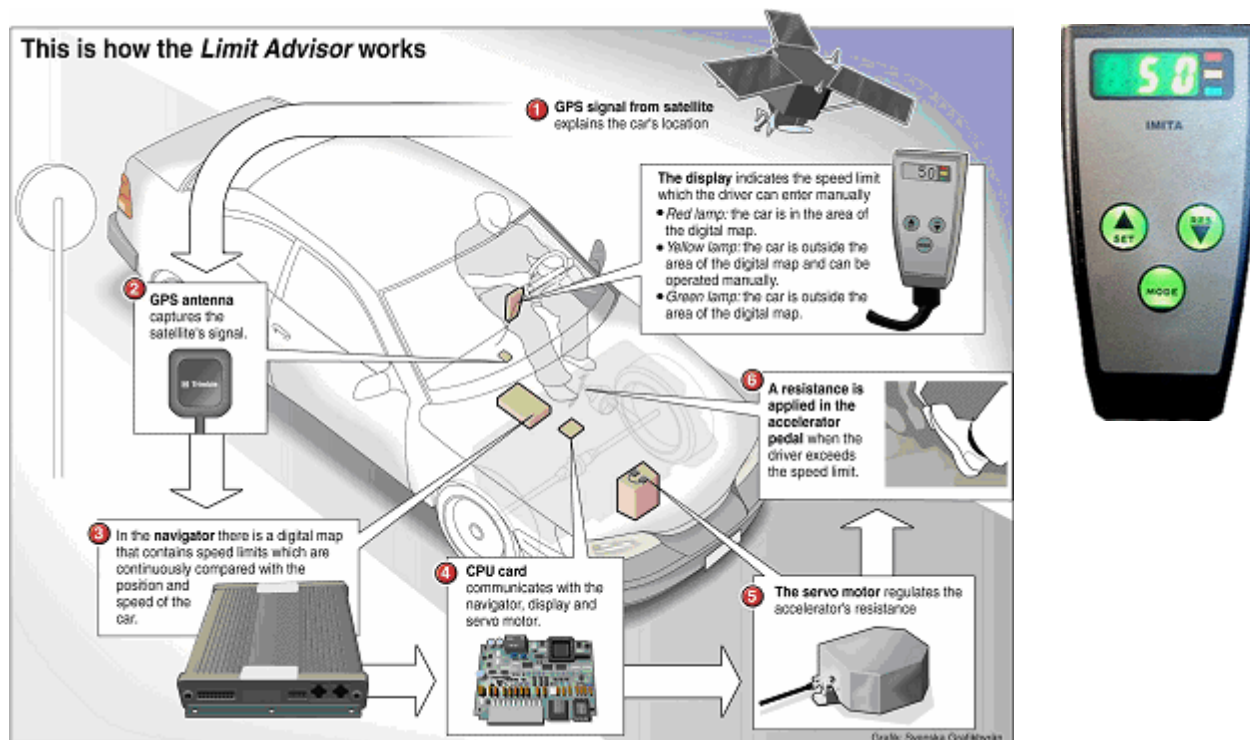 This is how the Limit Advisor works
1 GPS signal from satellite
explains the car's location
The display indicates the speed limit
which the driver can enter manually
• Red lamp: the car is in the area of
the digital map.
• Yellow lamp: the car is outside the
area of the digital map and can be
operated manually.
• Green lamp: the car is outside the
area of the digital map.
50
2 GPS antenna
captures the
satellite's signal.
Trimble
3 In the navigator there is a digital map
that contains speed limits which are
continuously compared with the
position and
speed of the
car.
4 CPU card
communicates with the
navigator, display and
servo motor.
5 The servo motor regulates the
accelerator's resistance
6 A resistance is
applied in the
accelerator
pedal when the
driver exceeds
the speed limit.
Grafik: Svenska Grafikbyrån
50
IMITA
SET
RES
MODE